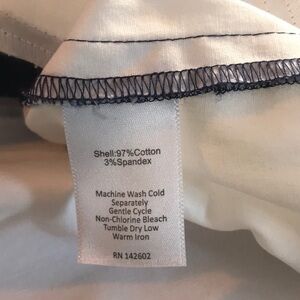 Shell:97%Cotton
3%Spandex
Machine Wash Cold
Separately
Gentle Cycle
Non-Chlorine Bleach
Tumble Dry Low
Warm Iron
RN 142602